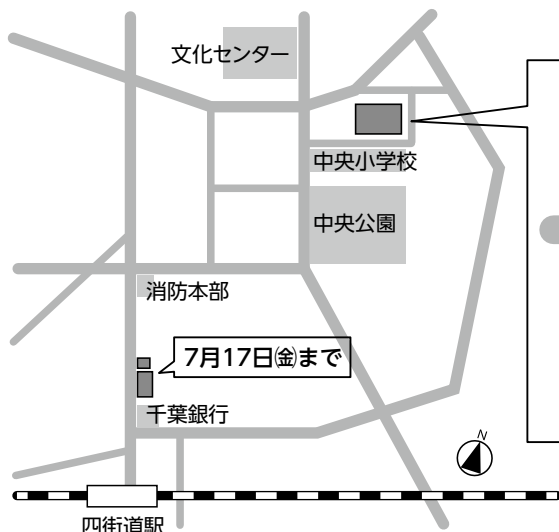 文化センター
中央小学校
中央公園
消防本部
7月17日㈮まで
千葉銀行
N
四街道駅